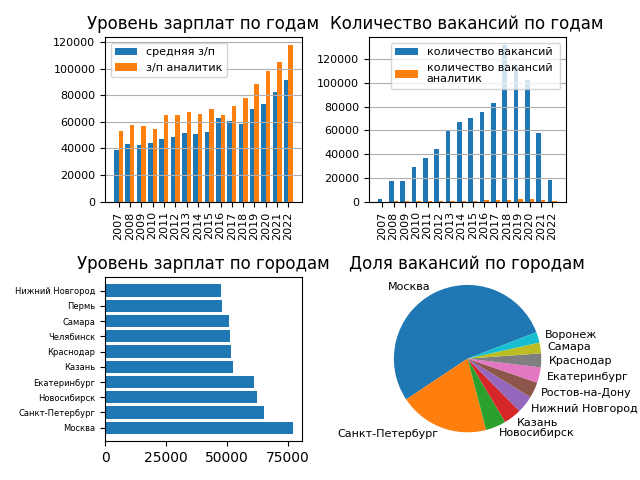 Уровень зарплат по годам
120000
100000
80000
60000
40000
20000
0
средняя з/п
з/п аналитик
2007
2008
2009
2010
2011
2012
2013
2014
2015
2016
2017
2018
2019
2020
2021
2022
Количество вакансий по годам
120000
100000
80000
60000
40000
20000
0
количество вакансий
количество вакансий
аналитик
2007
2008
2009
2010
2011
2012
2013
2014
2015
2016
2017
2018
2019
2020
2021
2022
Уровень зарплат по городам
Нижний Новгород
Пермь
Самара
Челябинск
Краснодар
Казань
Екатеринбург
Новосибирск
Санкт-Петербург
Москва
0
25000
50000
75000
Доля вакансий по городам
Москва
Воронеж
Самара
Краснодар
Екатеринбург
Ростов-на-Дону
Нижний Новгород
Казань
Новосибирск
Санкт-Петербург